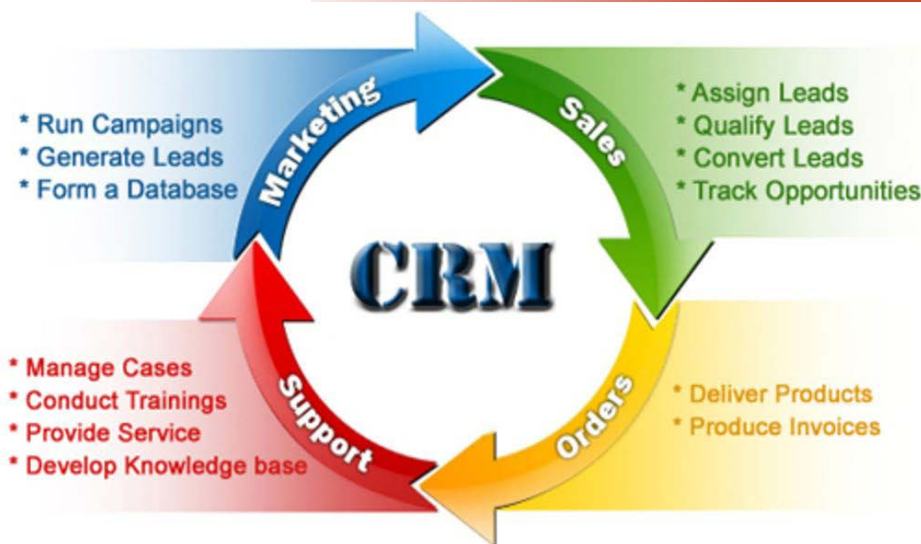 Marketing
* Run Campaigns
* Generate Leads
* Form a Database
Sales
* Assign Leads
* Qualify Leads
* Convert Leads
* Track Opportunities
CRM
Support
* Manage Cases
* Conduct Trainings
* Provide Service
* Develop Knowledge base
Orders
* Deliver Products
* Produce Invoices